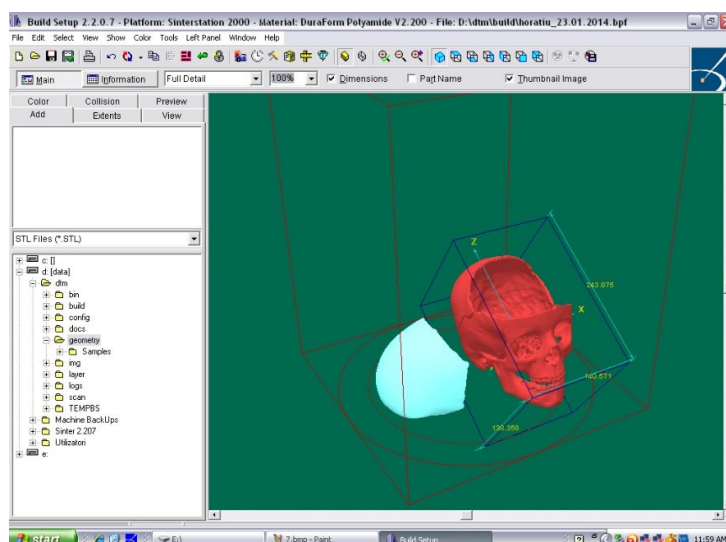 Build Setup 2.2.0.7 - Platform: Sinterstation 2000 - Material: DuraForm Polyamide V2.200 - File: D:\dtm\build\horatiu_23.01.2014.bpf
File Edit Select View Show Color Tools Left Panel Window Help
Main Information Full Detail 100% Dimensions Part Name Thumbnail Image
Color Collision Preview
Add Extents View
STL Files (*.STL)
c: []
d: [data]
dtm
bin
build
config
docs
geometry
Samples
img
layer
logs
scan
TEMPBS
Machine BackUps
Sinter 2.207
Utilizatori
e:
Z
X
243.875
140.571
start
E:\
7.bmp - Paint
Build Setup
11:59 AM